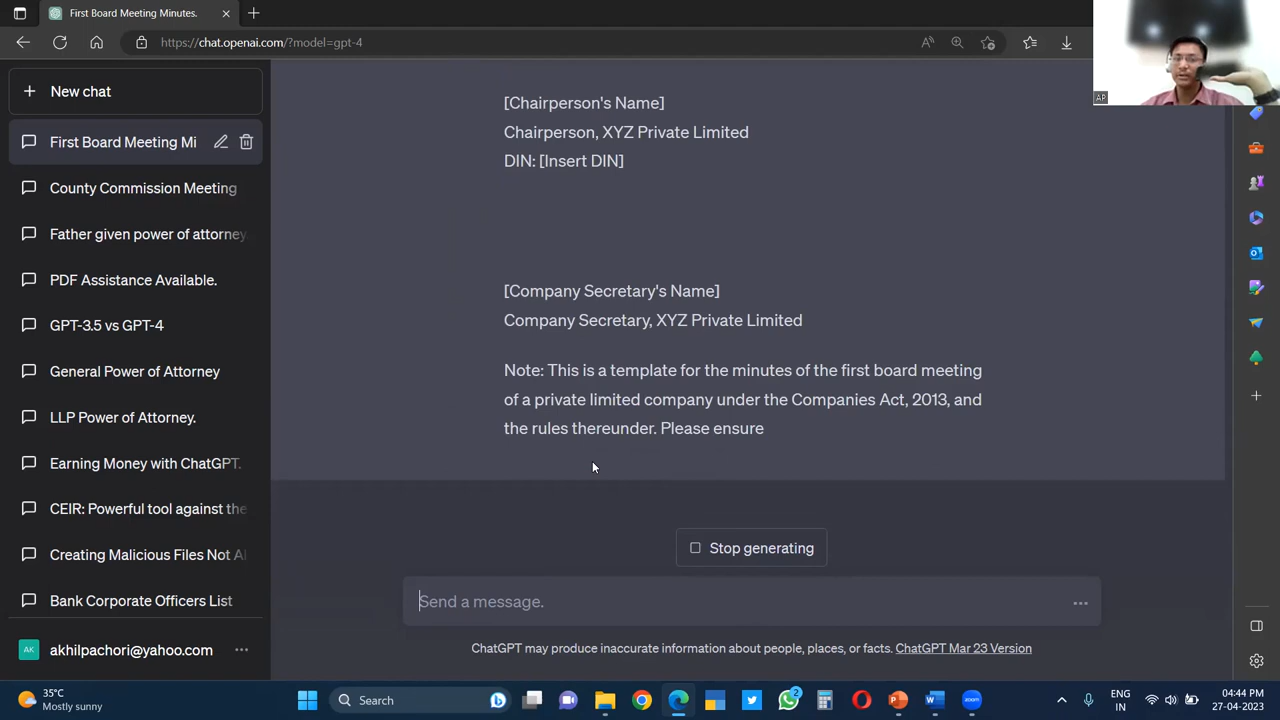 First Board Meeting Minutes.
https://chat.openai.com/?model=gpt-4
AP
New chat
First Board Meeting Mi
County Commission Meeting
Father given power of attorney
PDF Assistance Available.
GPT-3.5 vs GPT-4
General Power of Attorney
LLP Power of Attorney.
Earning Money with ChatGPT.
CEIR: Powerful tool against the
Creating Malicious Files Not Al
Bank Corporate Officers List
AK akhilpachori@yahoo.com
[Chairperson's Name]
Chairperson, XYZ Private Limited
DIN: [Insert DIN]
[Company Secretary's Name]
Company Secretary, XYZ Private Limited
Note: This is a template for the minutes of the first board meeting
of a private limited company under the Companies Act, 2013, and
the rules thereunder. Please ensure
Stop generating
Send a message.
ChatGPT may produce inaccurate information about people, places, or facts. ChatGPT Mar 23 Version
35°C
Mostly sunny
Search
2
ENG
IN
04:44 PM
27-04-2023